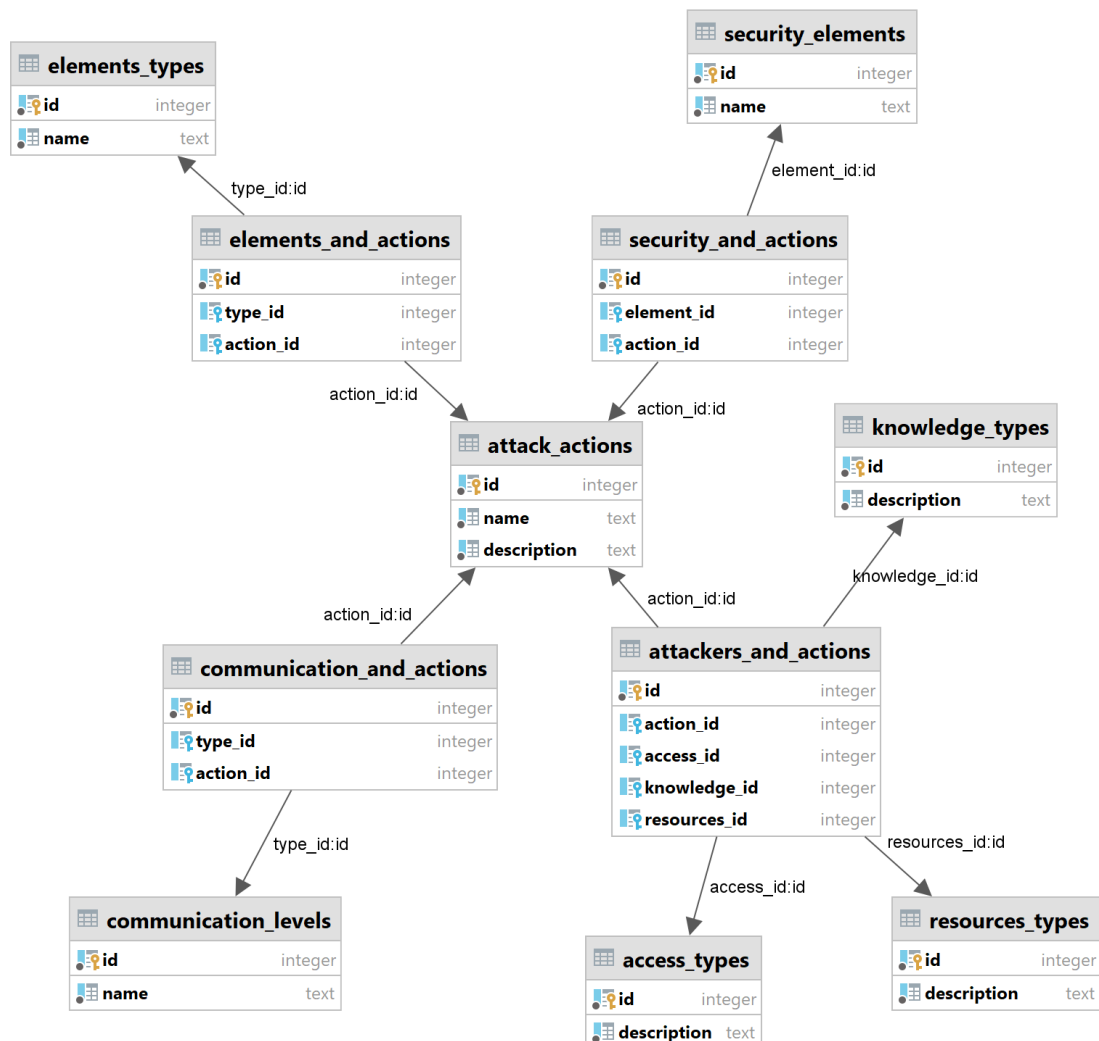 security_elements
id integer
name text
elements_types
id integer
name text
element_id:id
type_id:id
elements_and_actions
id integer
type_id integer
action_id integer
security_and_actions
id integer
element_id integer
action_id integer
action_id:id
action_id:id
attack_actions
id integer
name text
description text
knowledge_types
id integer
description text
knowledge_id:id
action_id:id
action_id:id
communication_and_actions
id integer
type_id integer
action_id integer
attackers_and_actions
id integer
action_id integer
access_id integer
knowledge_id integer
resources_id integer
type_id:id
resources_id:id
access_id:id
communication_levels
id integer
name text
access_types
id integer
description text
resources_types
id integer
description text